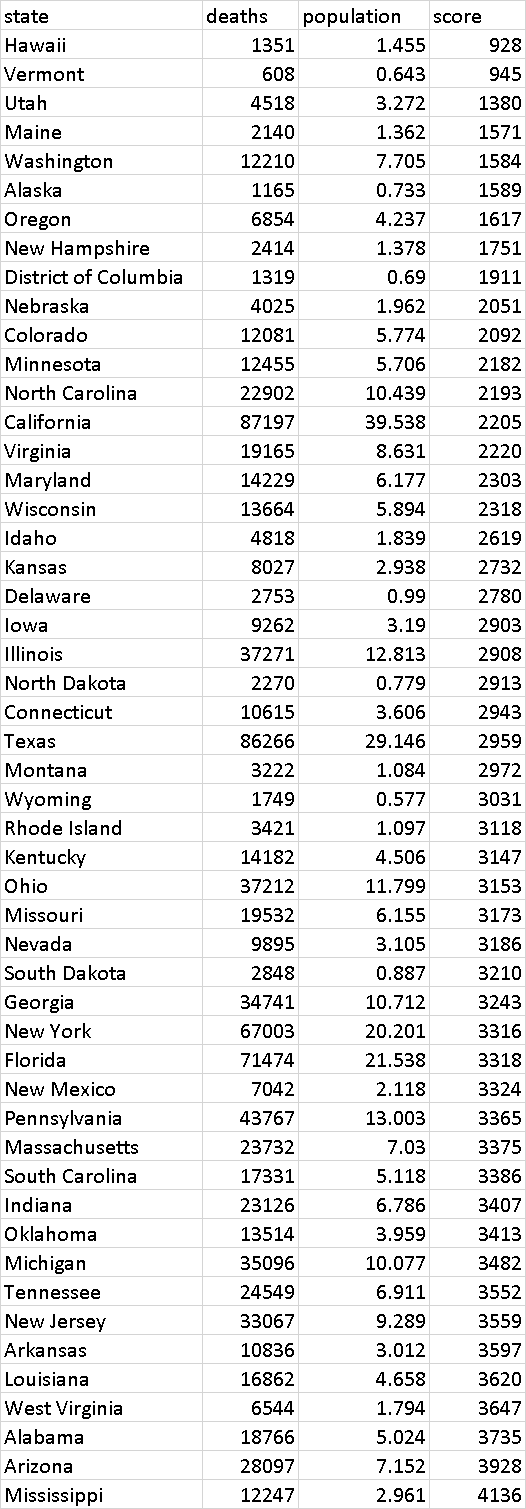 state deaths population score
Hawaii 1351 1.455 928
Vermont 608 0.643 945
Utah 4518 3.272 1380
Maine 2140 1.362 1571
Washington 12210 7.705 1584
Alaska 1165 0.733 1589
Oregon 6854 4.237 1617
New Hampshire 2414 1.378 1751
District of Columbia 1319 0.69 1911
Nebraska 4025 1.962 2051
Colorado 12081 5.774 2092
Minnesota 12455 5.706 2182
North Carolina 22902 10.439 2193
California 87197 39.538 2205
Virginia 19165 8.631 2220
Maryland 14229 6.177 2303
Wisconsin 13664 5.894 2318
Idaho 4818 1.839 2619
Kansas 8027 2.938 2732
Delaware 2753 0.99 2780
Iowa 9262 3.19 2903
Illinois 37271 12.813 2908
North Dakota 2270 0.779 2913
Connecticut 10615 3.606 2943
Texas 86266 29.146 2959
Montana 3222 1.084 2972
Wyoming 1749 0.577 3031
Rhode Island 3421 1.097 3118
Kentucky 14182 4.506 3147
Ohio 37212 11.799 3153
Missouri 19532 6.155 3173
Nevada 9895 3.105 3186
South Dakota 2848 0.887 3210
Georgia 34741 10.712 3243
New York 67003 20.201 3316
Florida 71474 21.538 3318
New Mexico 7042 2.118 3324
Pennsylvania 43767 13.003 3365
Massachusetts 23732 7.03 3375
South Carolina 17331 5.118 3386
Indiana 23126 6.786 3407
Oklahoma 13514 3.959 3413
Michigan 35096 10.077 3482
Tennessee 24549 6.911 3552
New Jersey 33067 9.289 3559
Arkansas 10836 3.012 3597
Louisiana 16862 4.658 3620
West Virginia 6544 1.794 3647
Alabama 18766 5.024 3735
Arizona 28097 7.152 3928
Mississippi 12247 2.961 4136